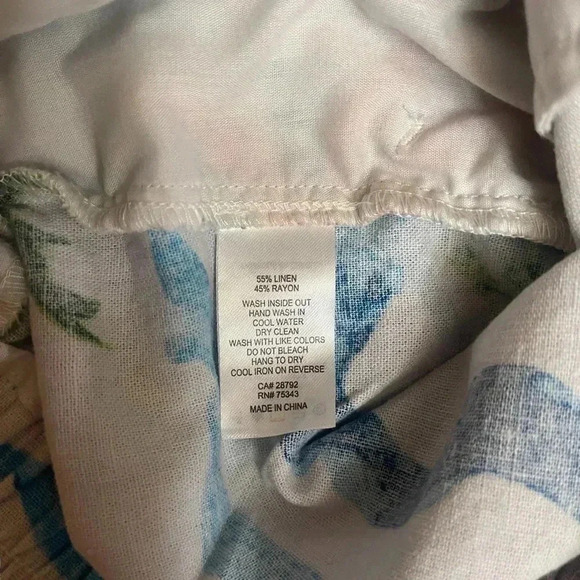 55% LINEN
45% RAYON
WASH INSIDE OUT
HAND WASH IN
COOL WATER
DRY CLEAN
WASH WITH LIKE COLORS
DO NOT BLEACH
HANG TO DRY
COOL IRON ON REVERSE
CA# 28792
RN# 75343
MADE IN CHINA